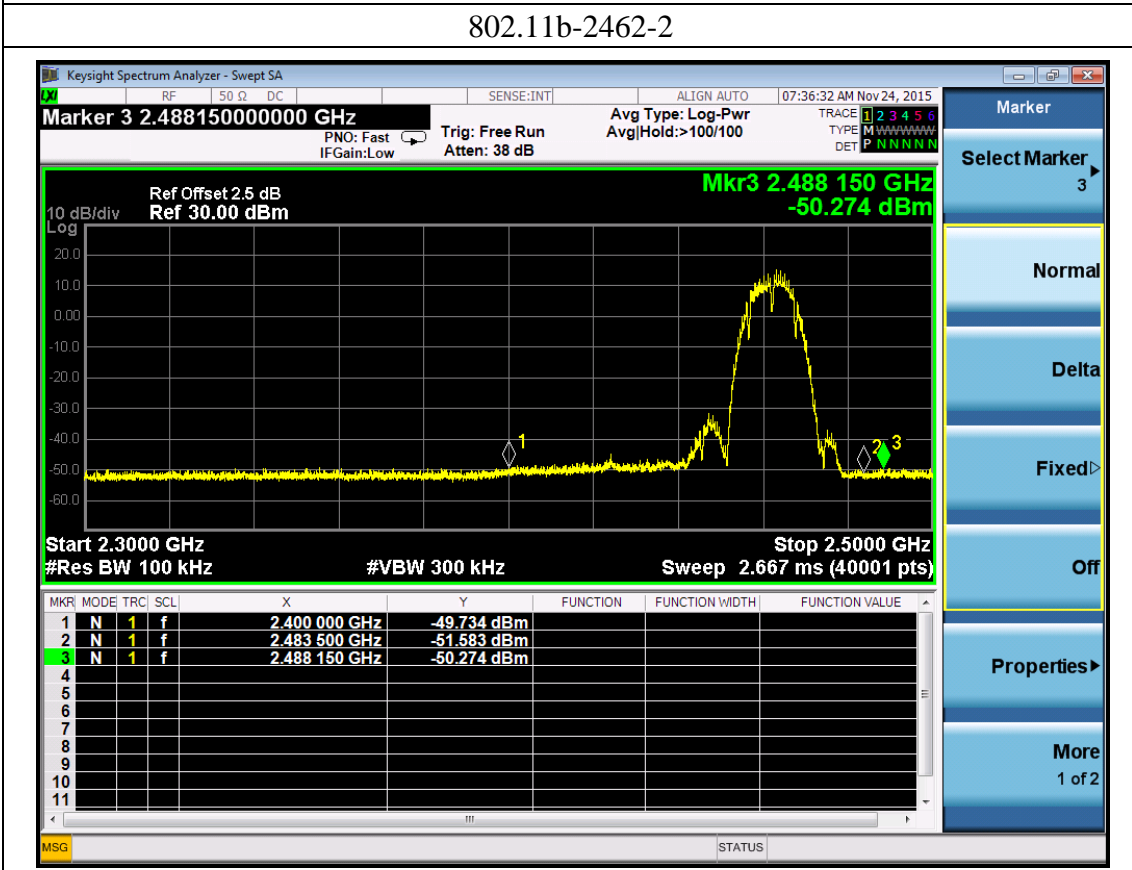 802.11b-2462-2
Keysight Spectrum Analyzer - Swept SA
LXI RF 50 Ω DC SENSE:INT ALIGN AUTO 07:36:32 AM Nov 24, 2015
Marker 3 2.488150000000 GHz
PNO: Fast
IFGain:Low
Trig: Free Run
Atten: 38 dB
Avg Type: Log-Pwr
Avg|Hold:>100/100
TRACE 1 2 3 4 5 6
TYPE M WWWWW
DET P N N N N N
Marker
Select Marker
3
Normal
Delta
Fixed
Off
Properties
More
1 of 2
Mkr3 2.488 150 GHz
-50.274 dBm
Ref Offset 2.5 dB
10 dB/div Ref 30.00 dBm
Log
20.0
10.0
0.00
-10.0
-20.0
-30.0
-40.0
-50.0
-60.0
1
2 3
Start 2.3000 GHz Stop 2.5000 GHz
#Res BW 100 kHz #VBW 300 kHz Sweep 2.667 ms (40001 pts)
MKR MODE TRC SCL X Y FUNCTION FUNCTION WIDTH FUNCTION VALUE
1 N 1 f 2.400 000 GHz -49.734 dBm
2 N 1 f 2.483 500 GHz -51.583 dBm
3 N 1 f 2.488 150 GHz -50.274 dBm
4
5
6
7
8
9
10
11
MSG STATUS